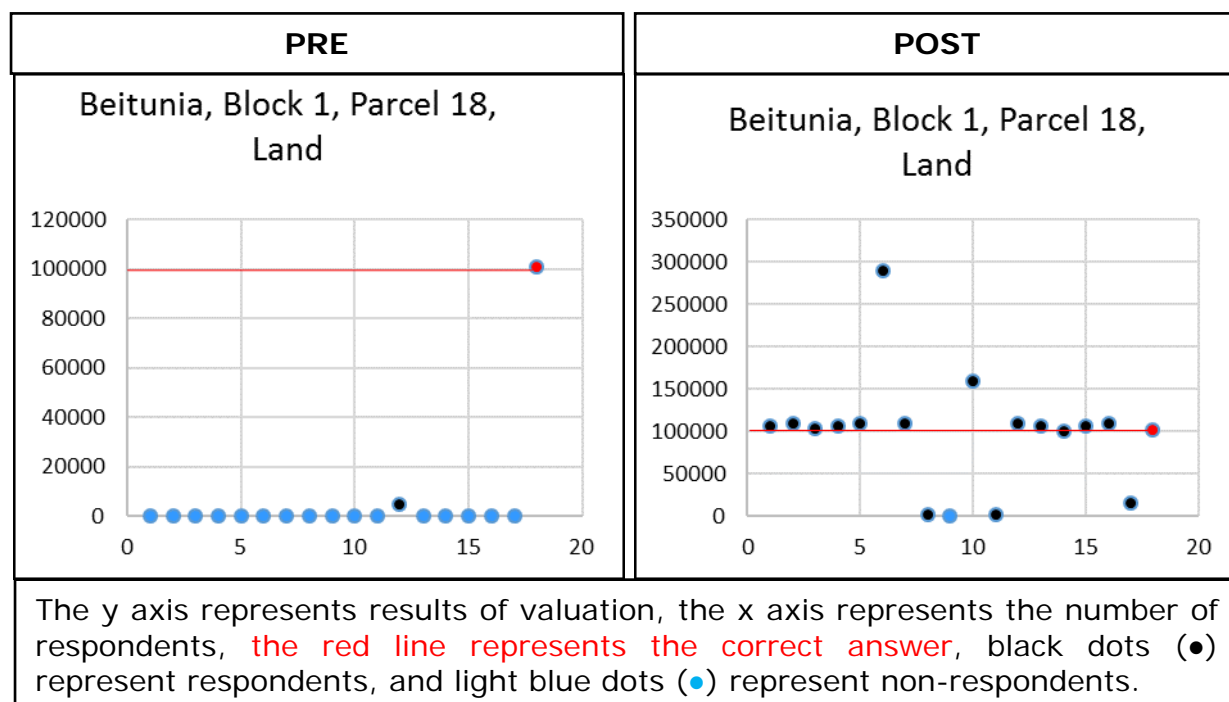 PRE
POST
Beitunia, Block 1, Parcel 18,
Land
120000
100000
80000
60000
40000
20000
0
0 5 10 15 20
Beitunia, Block 1, Parcel 18,
Land
350000
300000
250000
200000
150000
100000
50000
0
0 5 10 15 20
The y axis represents results of valuation, the x axis represents the number of
respondents, the red line represents the correct answer, black dots (●)
represent respondents, and light blue dots (●) represent non-respondents.